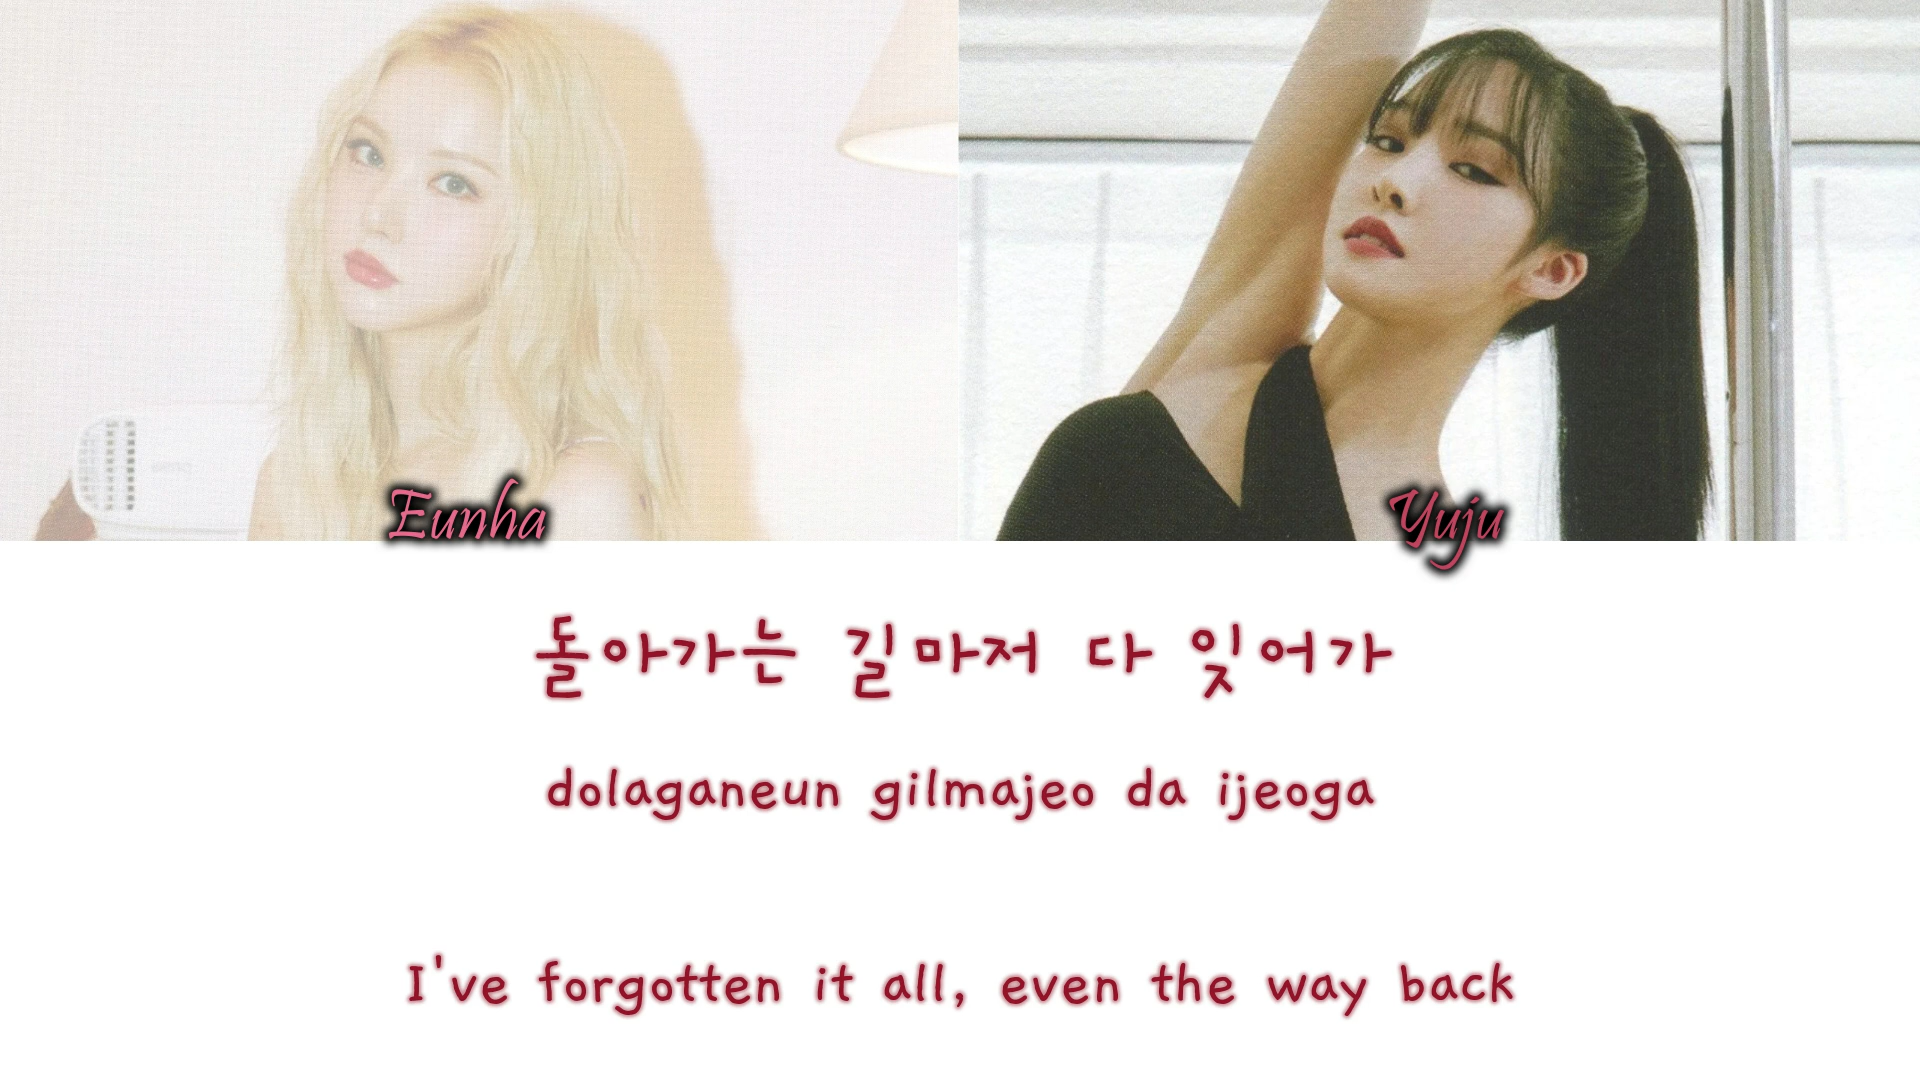 Eunha
Yuju
돌아가는 길마저 다 잊어가
dolaganeun gilmajeo da ijeoga
I've forgotten it all, even the way back